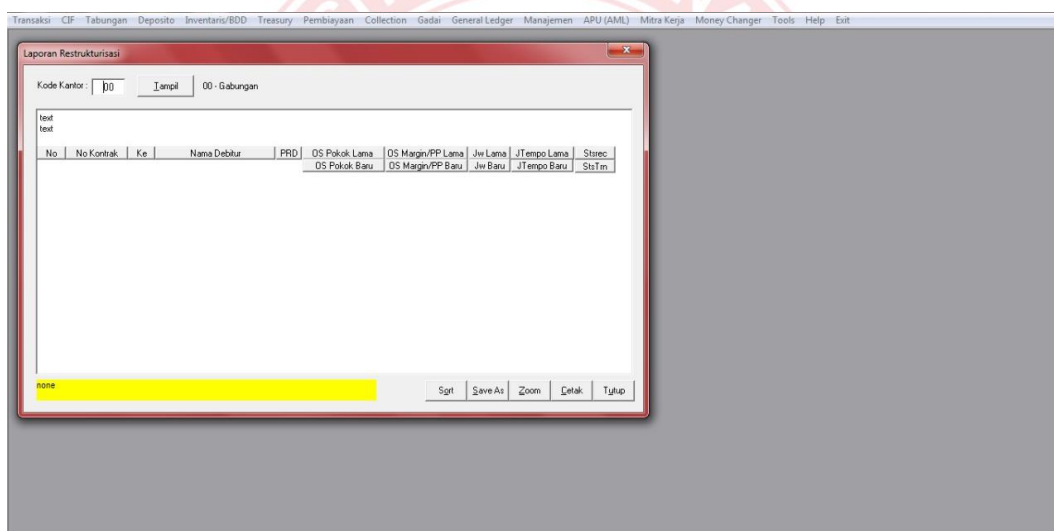 Transaksi CIF Tabungan Deposito Inventaris/BDD Treasury Pembiayaan Collection Gadai General Ledger Manajemen APU (AML) Mitra Kerja Money Changer Tools Help Exit
Laporan Restrukturisasi
Kode Kantor : 00 Tampil 00 - Gabungan
text
text
No No Kontrak Ke Nama Debitur PRD OS Pokok Lama OS Margin/PP Lama Jw Lama JTempo Lama Stsrec
OS Pokok Baru OS Margin/PP Baru Jw Baru JTempo Baru StsTrn
none Sort Save As Zoom Cetak Tutup